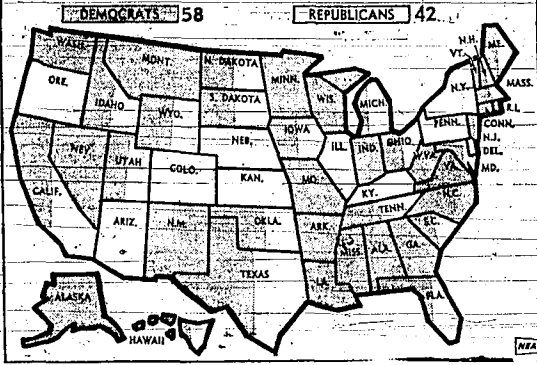 DEMOCRATS 58
REPUBLICANS 42
WASH.
ORE.
CALIF.
NEV.
IDAHO
MONT.
WYO.
UTAH
COLO.
ARIZ.
N.M.
N. DAKOTA
S. DAKOTA
NEB.
KAN.
OKLA.
TEXAS
MINN.
IOWA
MO.
ARK.
LA.
WIS.
ILL.
MICH.
IND.
OHIO
KY.
TENN.
MISS.
ALA.
GA.
FLA.
S.C.
N.C.
VA.
W.VA.
PENN.
N.Y.
VT.
N.H.
ME.
MASS.
R.I.
CONN.
N.J.
DEL.
MD.
ALASKA
HAWAII
NEA